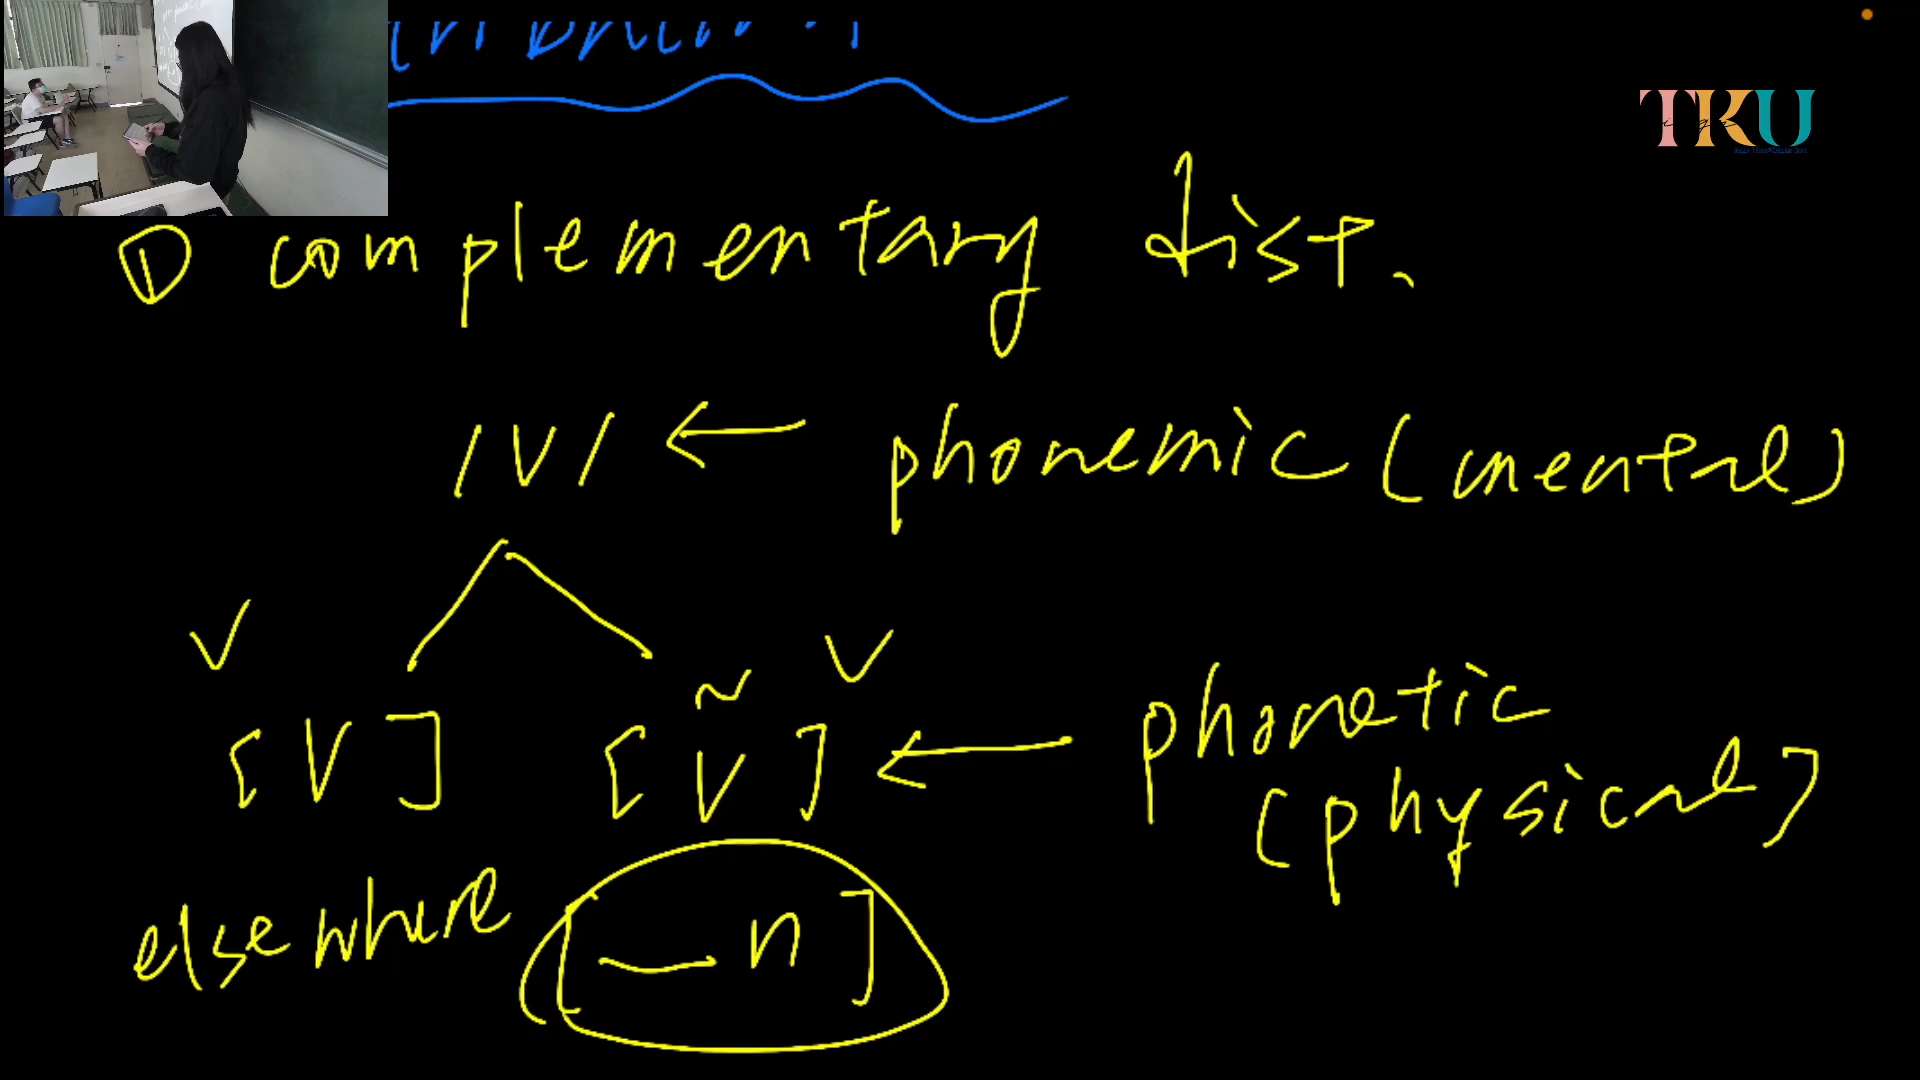 TKU
① complementary dist.
/V/ ← phonemic (mental)
✓ ✓
[V] [Ṽ] ← phonetic
(physical)
elsewhere [__n]